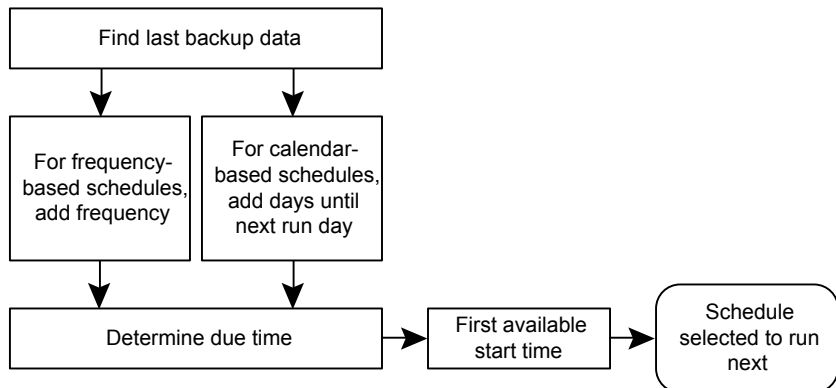 Find last backup data
For frequency-
based schedules,
add frequency
For calendar-
based schedules,
add days until
next run day
Determine due time
First available
start time
Schedule
selected to run
next